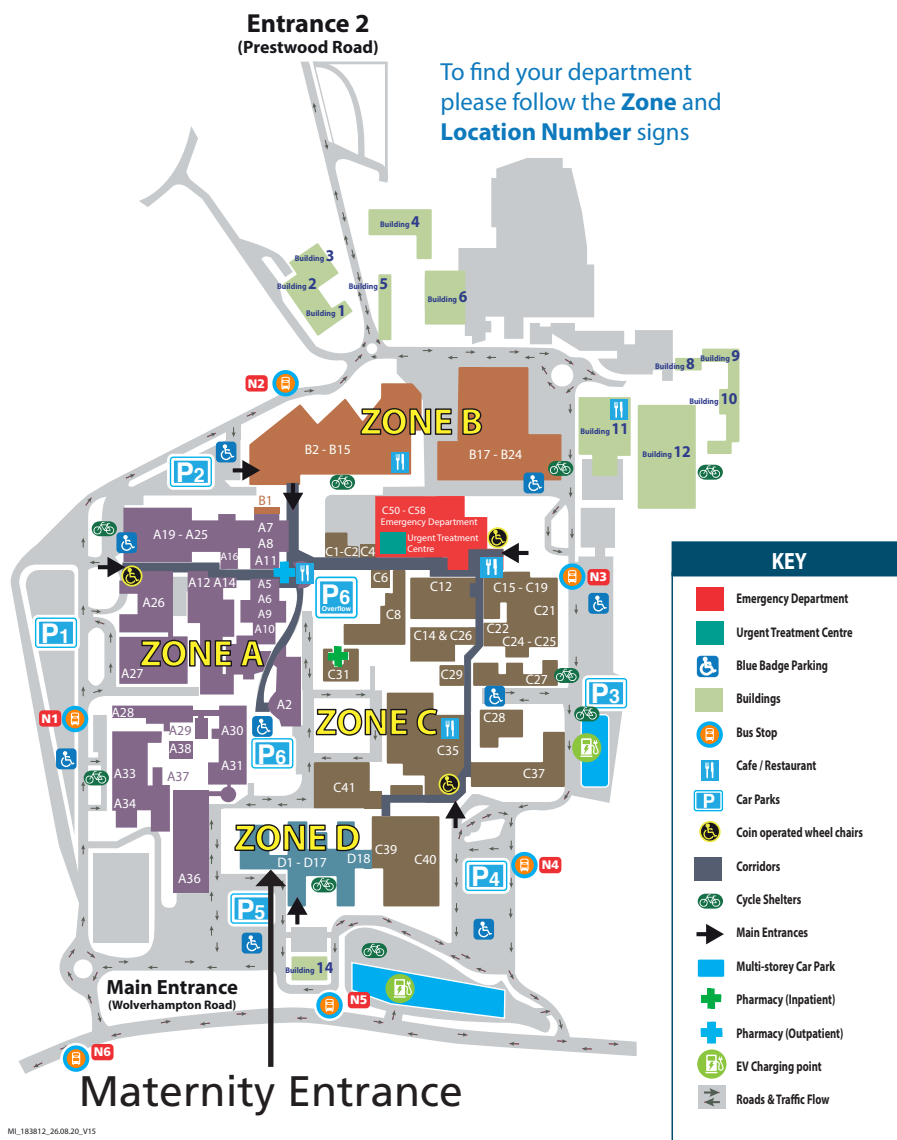 Entrance 2
(Prestwood Road)
To find your department
please follow the Zone and
Location Number signs
Building 4
Building 3
Building 2
Building 5
Building 6
Building 1
Building 8
Building 9
Building 10
N2
ZONE B
B2 - B15
B17 - B24
Building 11
Building 12
P2
B1
C50 - C58
Emergency Department
Urgent Treatment
Centre
A19 - A25
A7
A8
A16
A11
C1-C2
C4
A12
A14
A5
A6
A9
A10
A26
P6
Overflow
C6
C8
C12
C15 - C19
C21
C22
C24 - C25
C14 & C26
N3
P1
ZONE A
A27
C31
C29
C27
P3
A2
N1
A28
A29
A30
A38
ZONE C
C28
P6
C35
A33
A37
A31
A34
C41
C37
ZONE D
D1 - D17
D18
C39
C40
N4
P4
A36
P5
Building 14
Main Entrance
(Wolverhampton Road)
N5
N6
Maternity Entrance
MI_183812_26.08.20_V15
KEY
Emergency Department
Urgent Treatment Centre
Blue Badge Parking
Buildings
Bus Stop
Cafe / Restaurant
P
Car Parks
Coin operated wheel chairs
Corridors
Cycle Shelters
Main Entrances
Multi-storey Car Park
Pharmacy (Inpatient)
Pharmacy (Outpatient)
EV Charging point
Roads & Traffic Flow